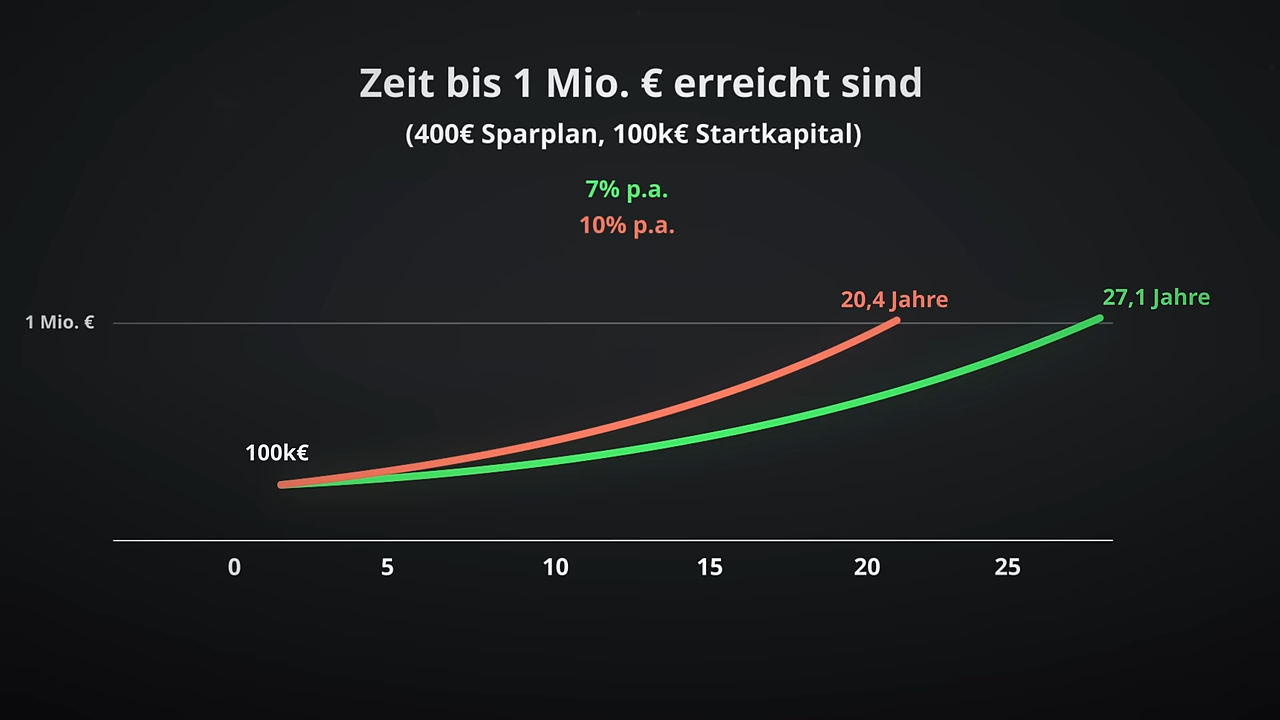 Zeit bis 1 Mio. € erreicht sind
(400€ Sparplan, 100k€ Startkapital)
7% p.a.
10% p.a.
20,4 Jahre
27,1 Jahre
1 Mio. €
100k€
0 5 10 15 20 25